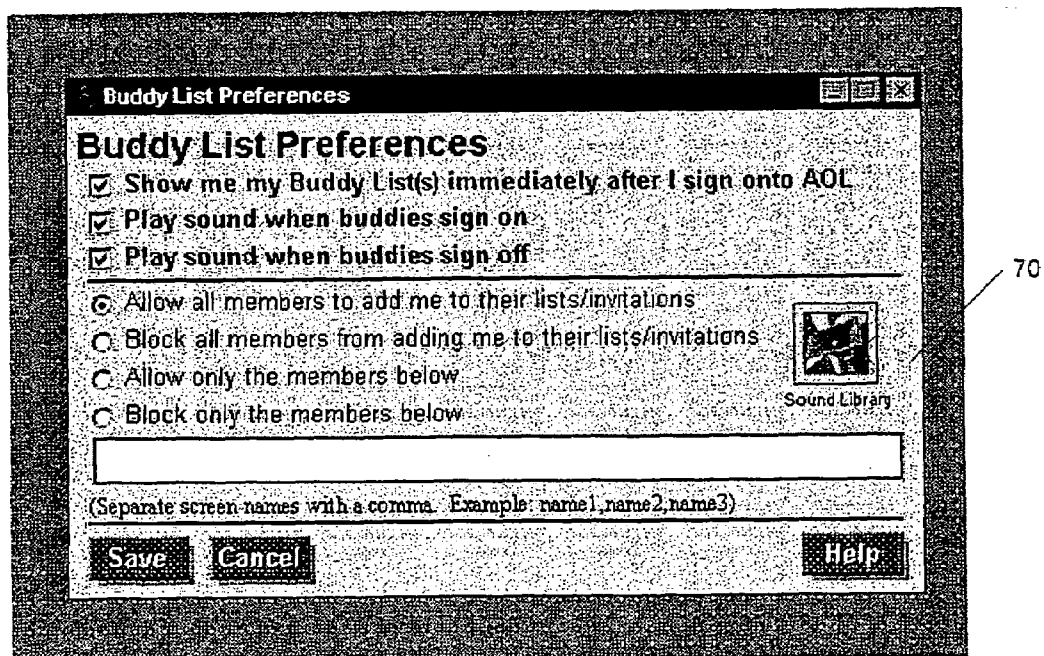 Buddy List Preferences
Buddy List Preferences
Show me my Buddy List(s) immediately after I sign onto AOL
Play sound when buddies sign on
Play sound when buddies sign off
70
Allow all members to add me to their lists/invitations
Block all members from adding me to their lists/invitations
Allow only the members below
Block only the members below
Sound Library
(Separate screen names with a comma. Example: name1,name2,name3)
Save
Cancel
Help